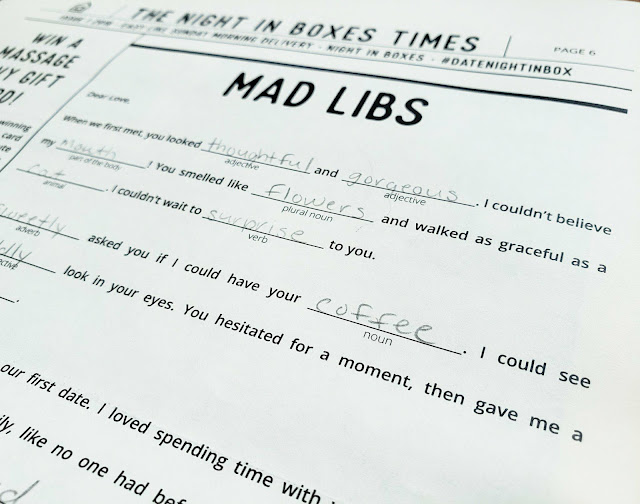 THE NIGHT IN BOXES TIMES
SUNDAY MORNING DELIVERY · NIGHT IN BOXES · #DATENIGHTINBOX
PAGE 6
WIN A
MASSAGE
GIFT
winning
card
MAD LIBS
Dear Love,
When we first met, you looked thoughtful and gorgeous. I couldn't believe
adjective adjective
my mouth! You smelled like flowers and walked as graceful as a
part of the body plural noun
cat. I couldn't wait to surprise to you.
animal verb
sweetly asked you if I could have your coffee. I could see
adverb noun
look in your eyes. You hesitated for a moment, then gave me a
our first date. I loved spending time with
like no one had